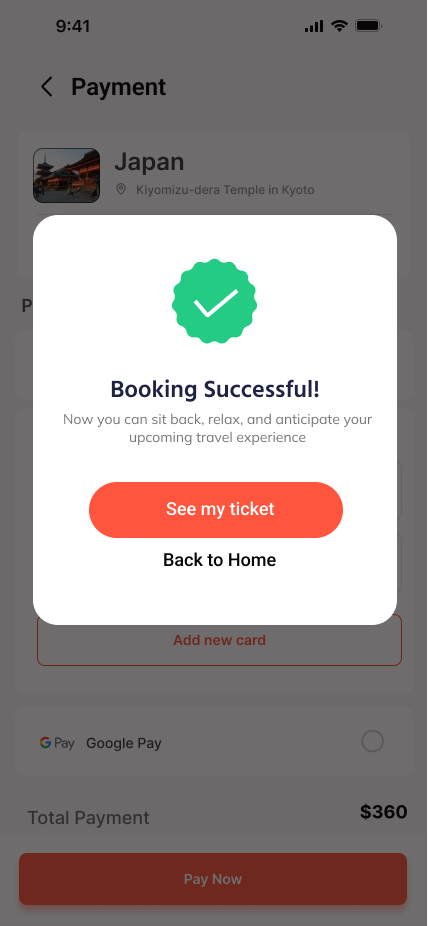 9:41
Payment
Japan
Kiyomizu-dera Temple in Kyoto
P
Booking Successful!
Now you can sit back, relax, and anticipate your
upcoming travel experience
See my ticket
Back to Home
Add new card
G Pay Google Pay
Total Payment $360
Pay Now